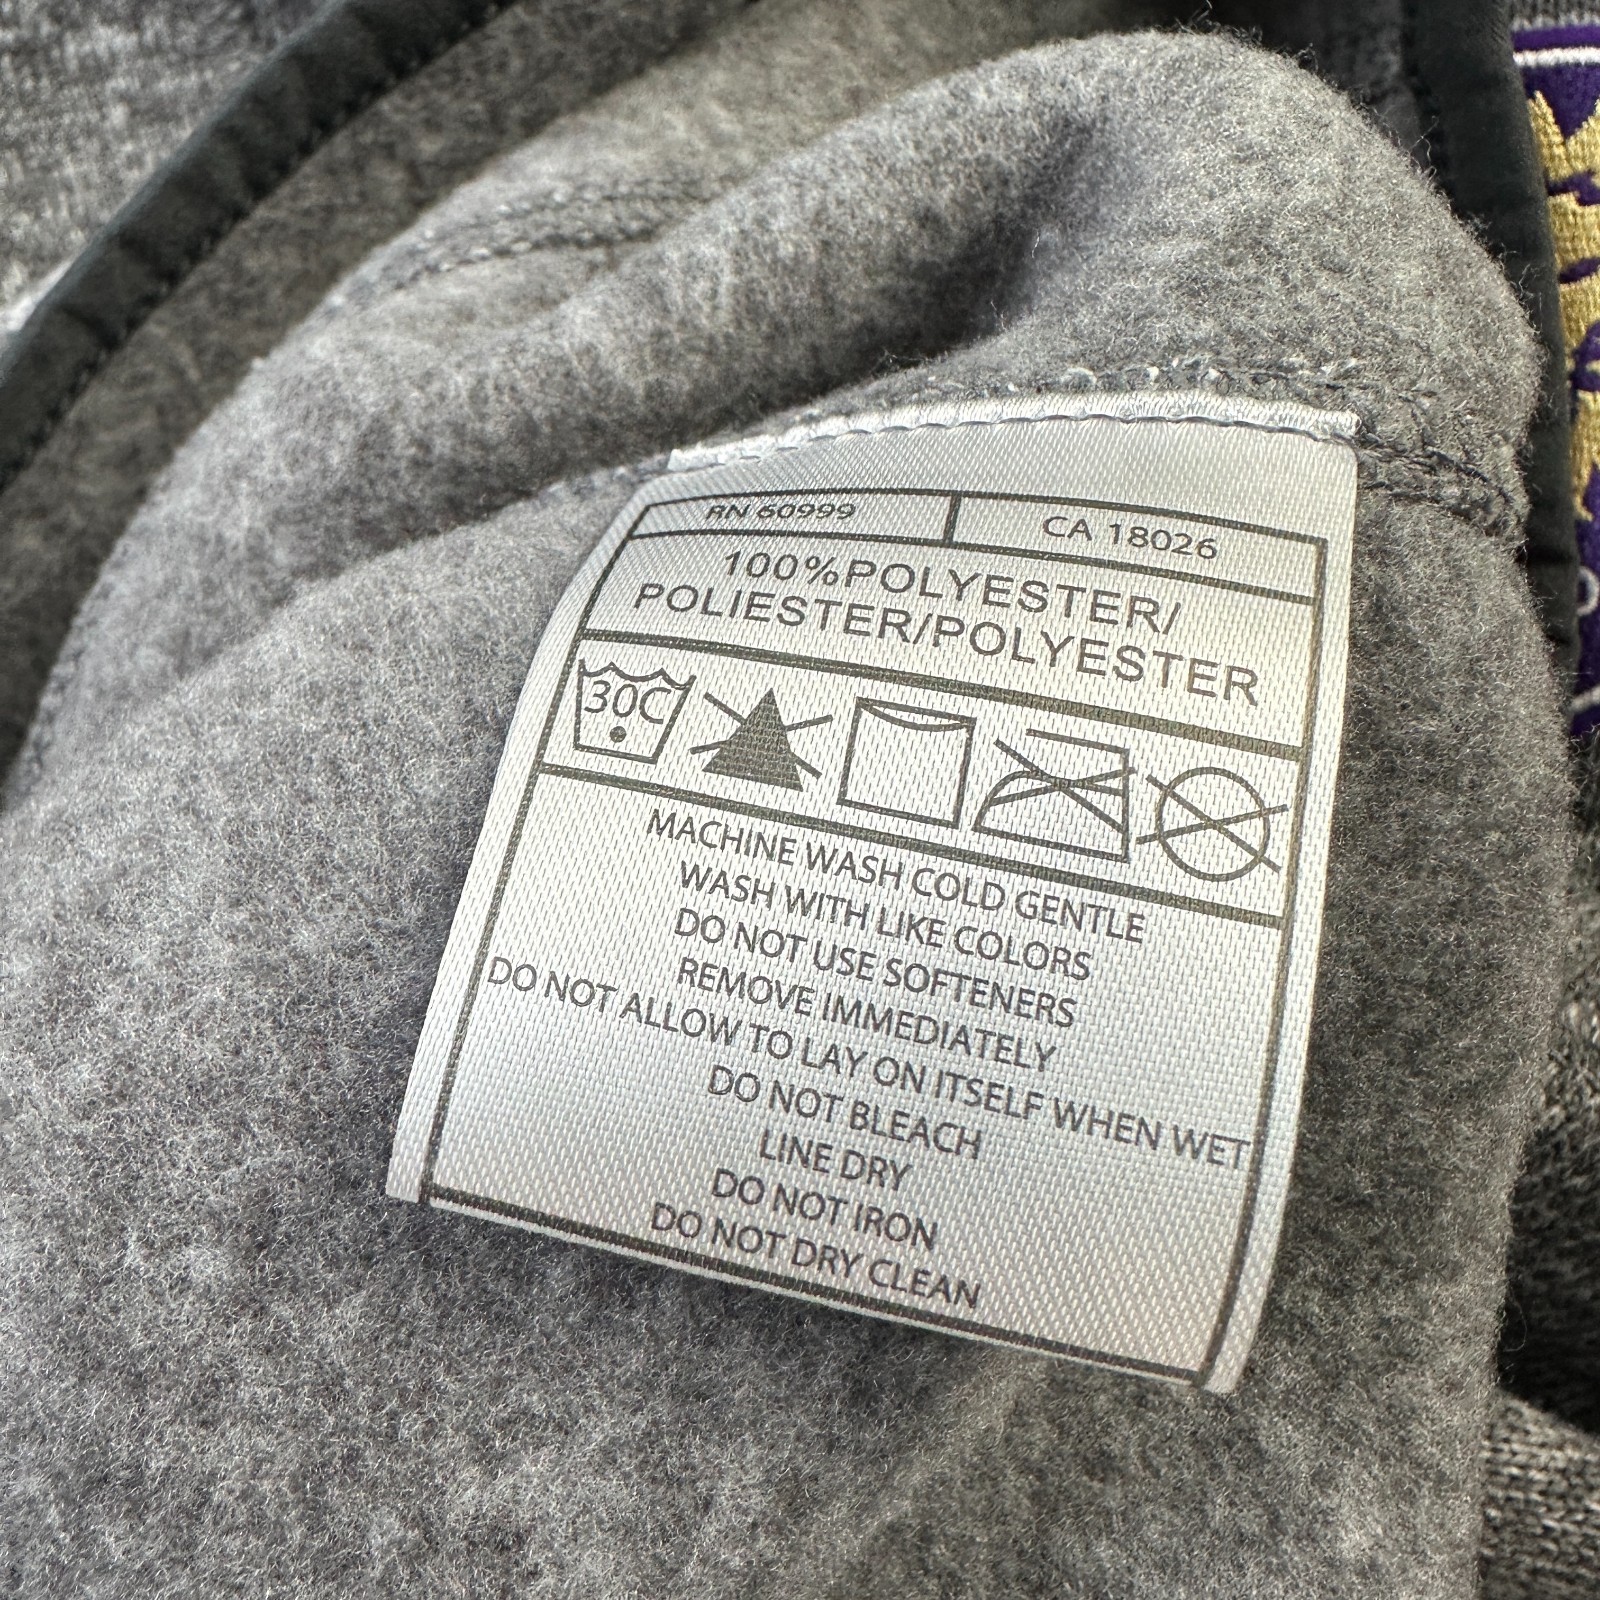 RN 60999
CA 18026
100%POLYESTER/
POLIESTER/POLYESTER
30C
MACHINE WASH COLD GENTLE
WASH WITH LIKE COLORS
DO NOT USE SOFTENERS
REMOVE IMMEDIATELY
DO NOT ALLOW TO LAY ON ITSELF WHEN WET
DO NOT BLEACH
LINE DRY
DO NOT IRON
DO NOT DRY CLEAN